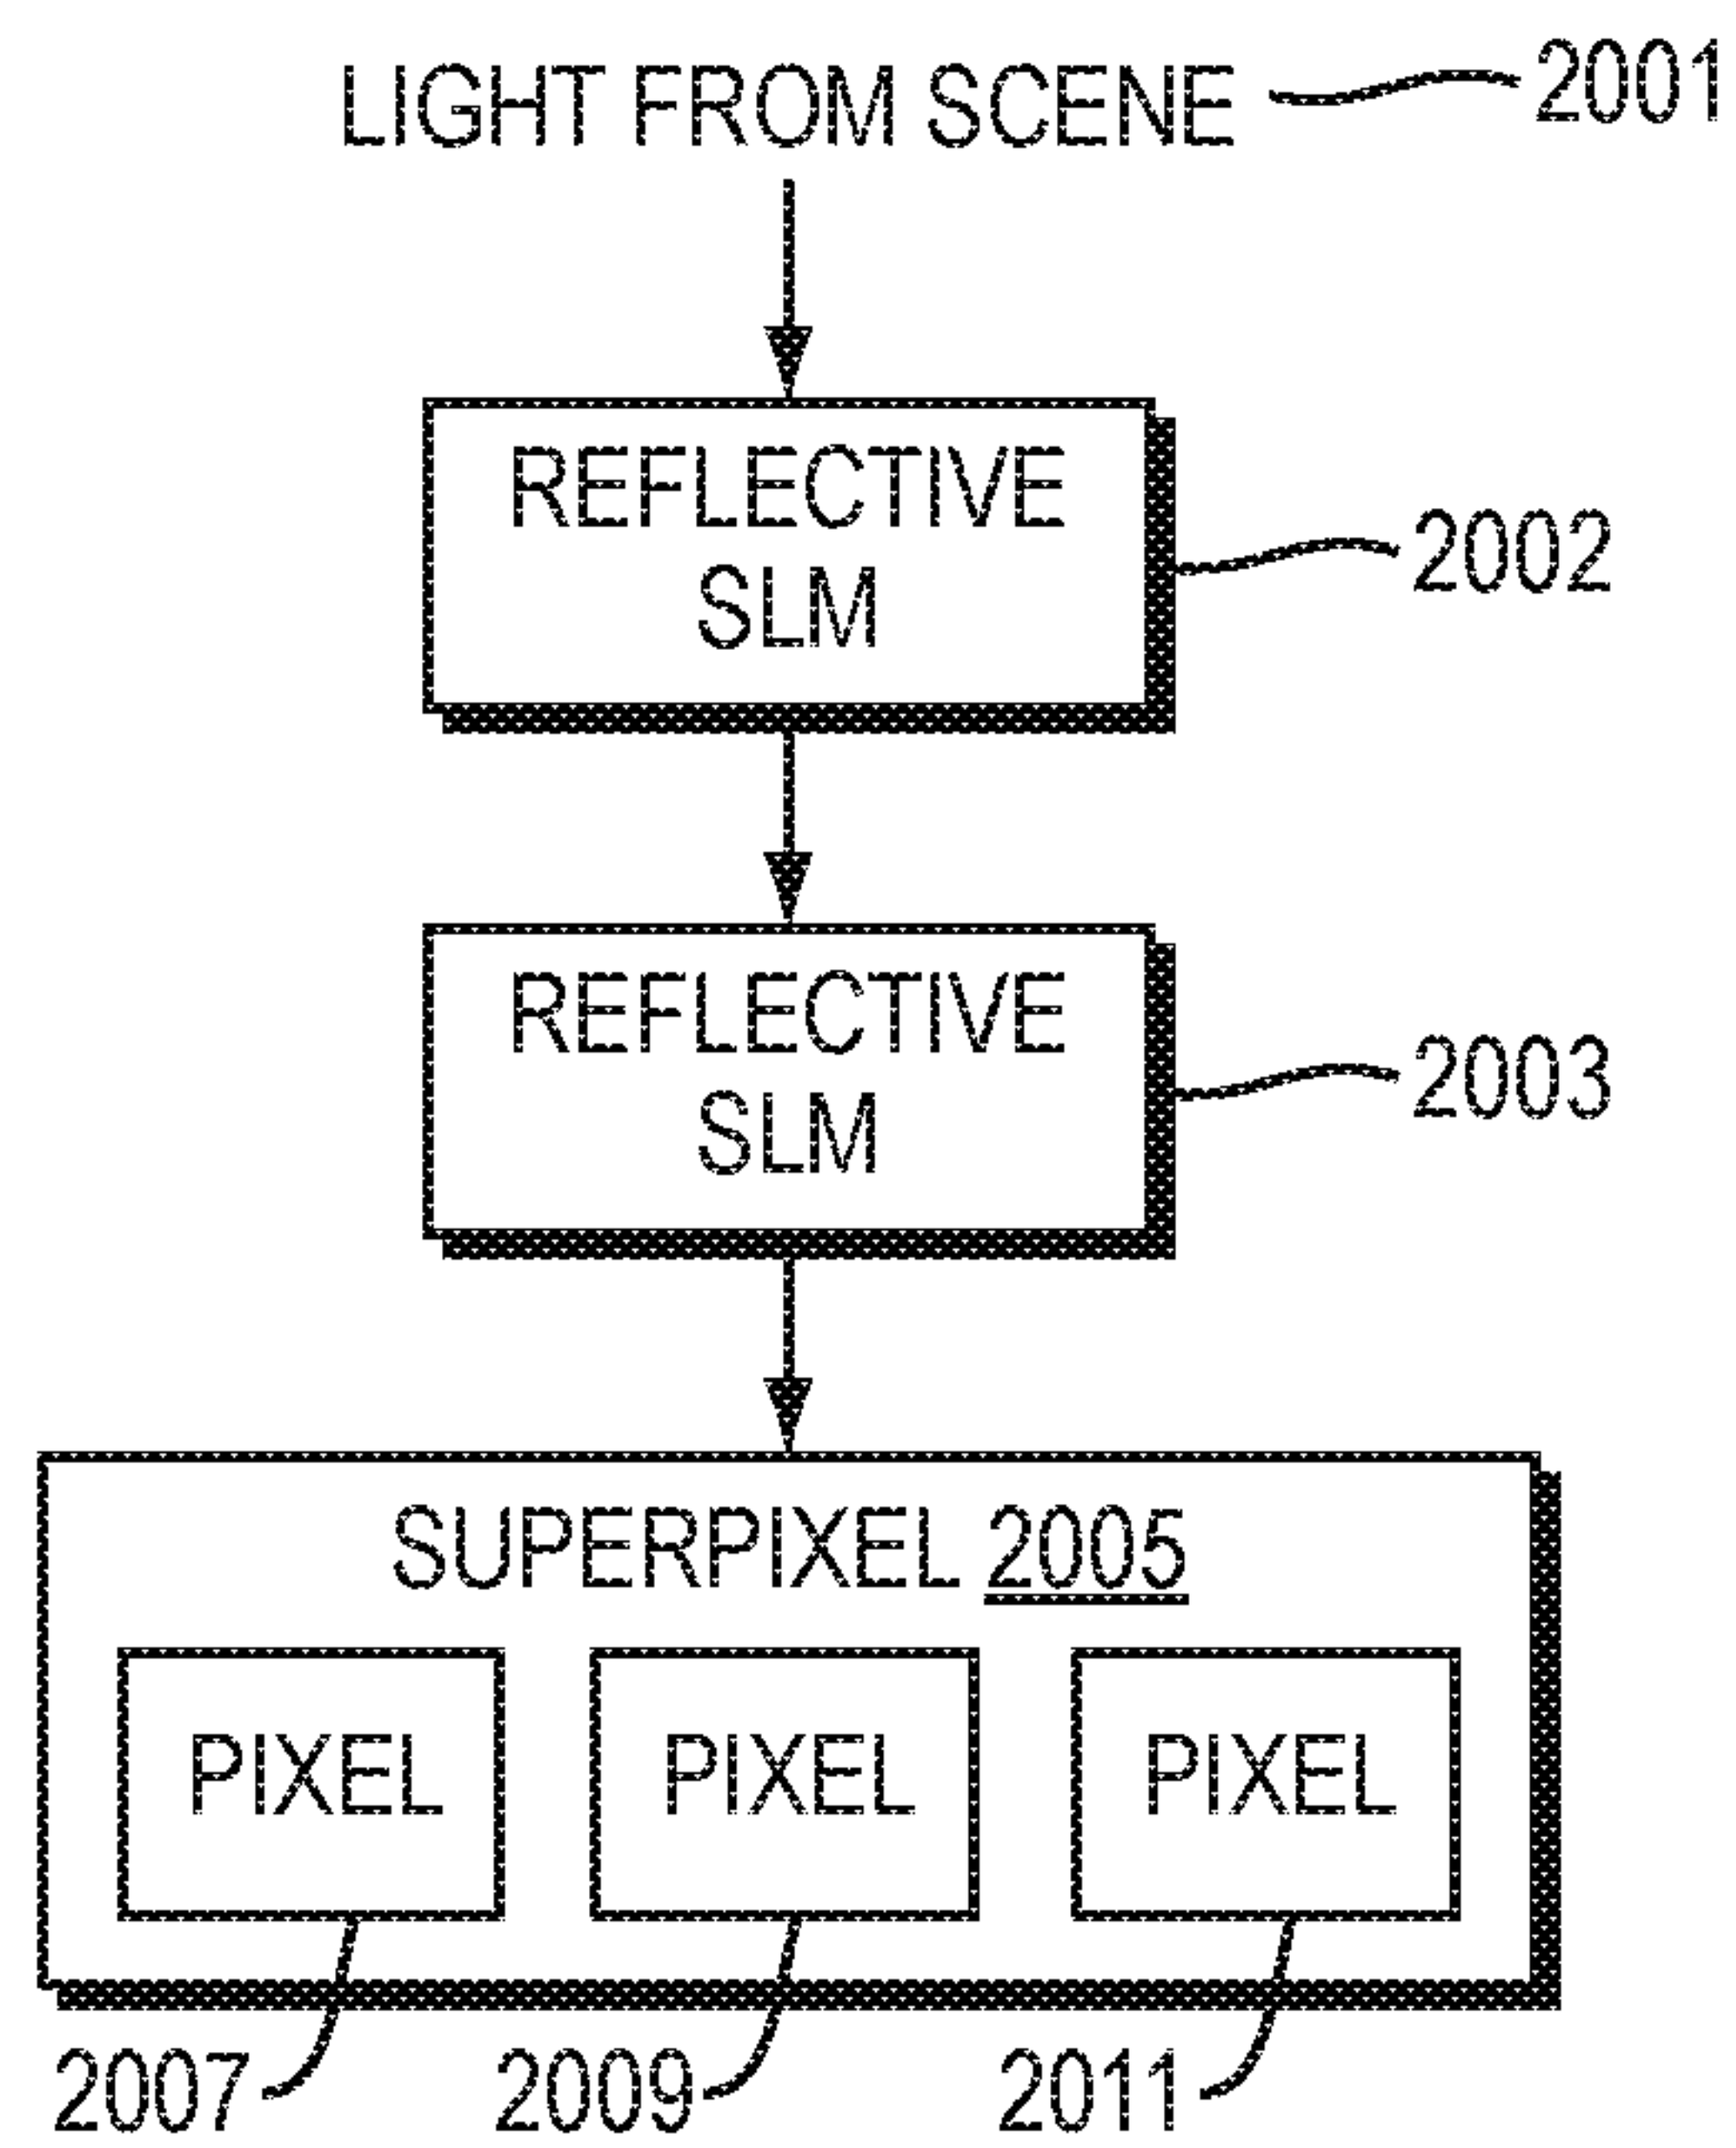 LIGHT FROM SCENE 2001
REFLECTIVE
SLM
2002
REFLECTIVE
SLM
2003
SUPERPIXEL 2005
PIXEL PIXEL PIXEL
2007 2009 2011